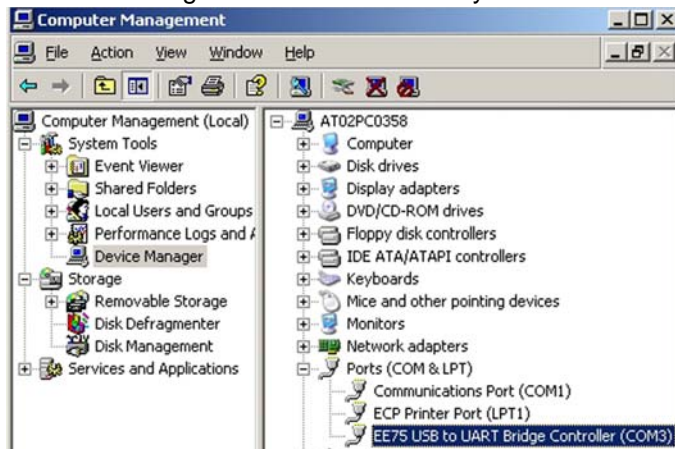 Computer Management
File Action View Window Help
Computer Management (Local)
System Tools
Event Viewer
Shared Folders
Local Users and Groups
Performance Logs and
Device Manager
Storage
Removable Storage
Disk Defragmenter
Disk Management
Services and Applications
AT02PC0358
Computer
Disk drives
Display adapters
DVD/CD-ROM drives
Floppy disk controllers
IDE ATA/ATAPI controllers
Keyboards
Mice and other pointing devices
Monitors
Network adapters
Ports (COM & LPT)
Communications Port (COM1)
ECP Printer Port (LPT1)
EE75 USB to UART Bridge Controller (COM3)